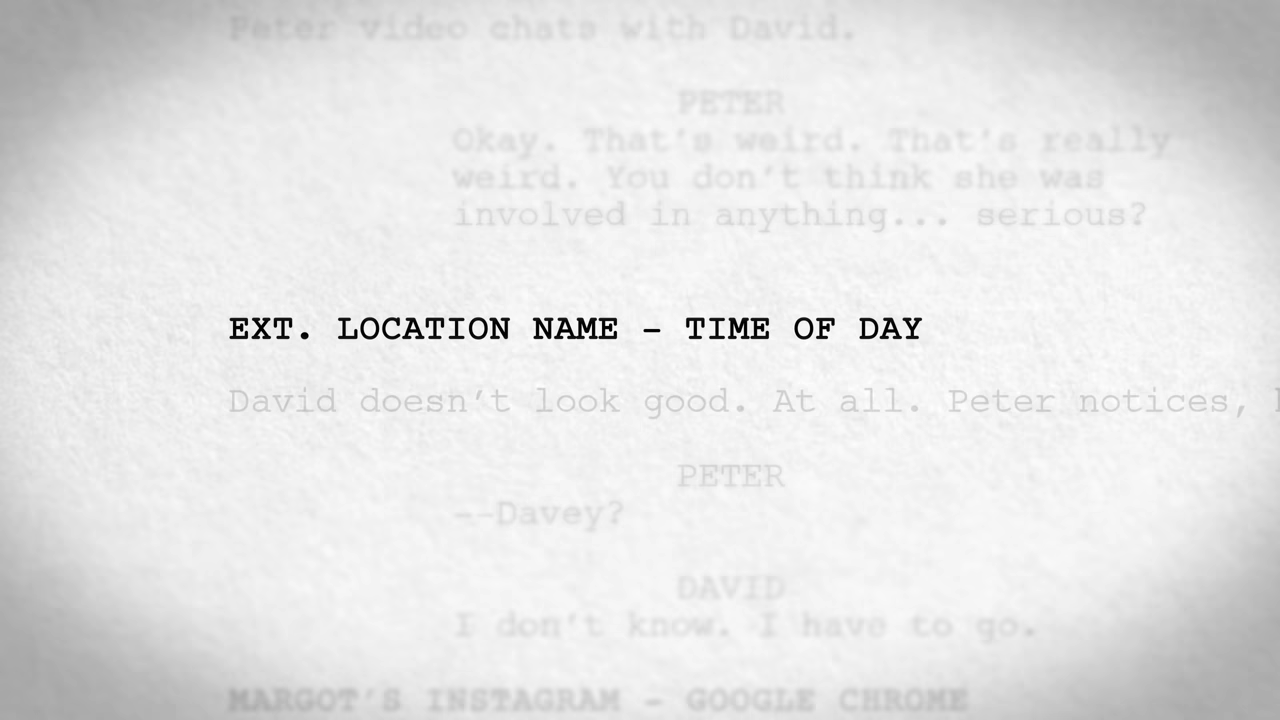 Peter video chats with David.
PETER
Okay. That's weird. That's really
weird. You don't think she was
involved in anything... serious?
EXT. LOCATION NAME – TIME OF DAY
David doesn't look good. At all. Peter notices,
PETER
--Davey?
DAVID
I don't know. I have to go.
MARGOT'S INSTAGRAM – GOOGLE CHROME